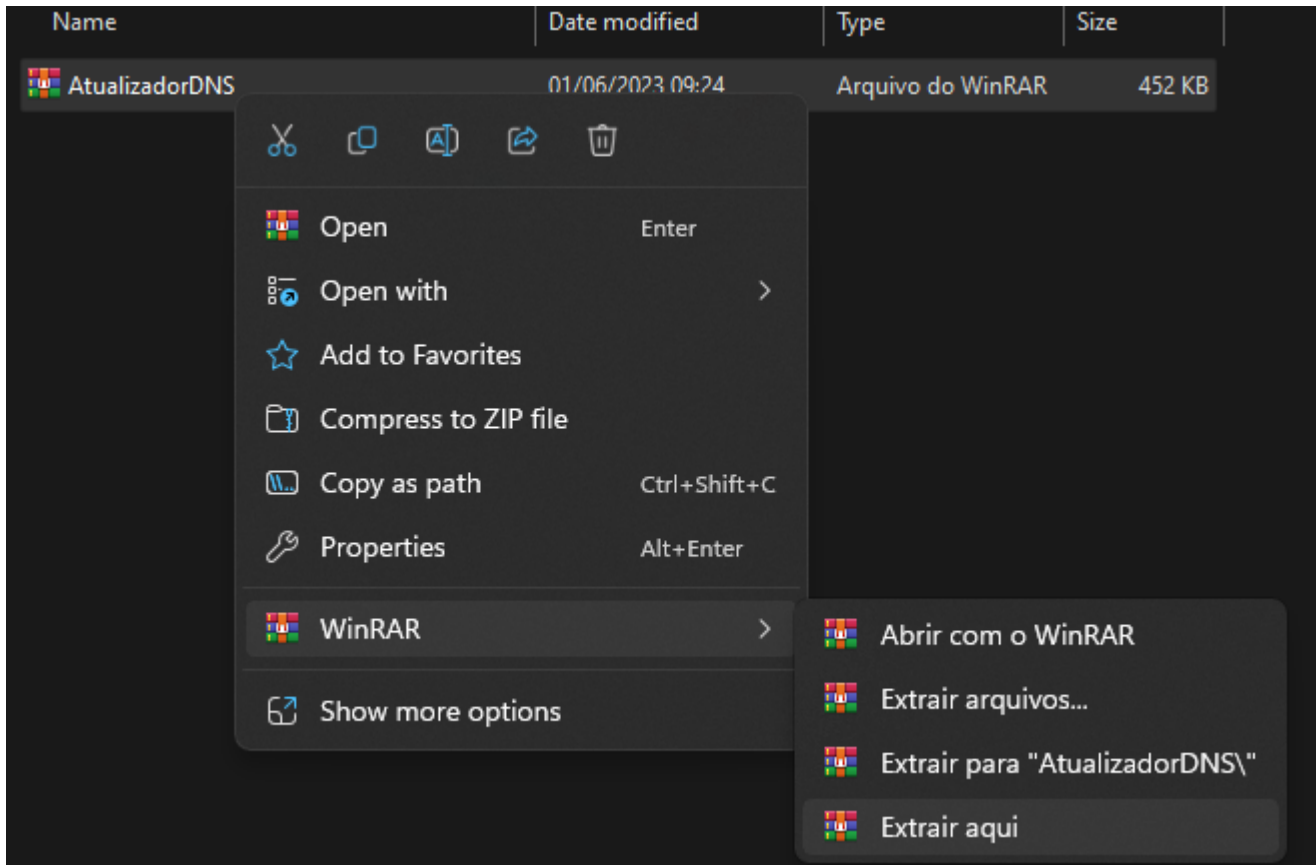 Name Date modified Type Size
AtualizadorDNS 01/06/2023 09:24 Arquivo do WinRAR 452 KB
Open Enter
Open with
Add to Favorites
Compress to ZIP file
Copy as path Ctrl+Shift+C
Properties Alt+Enter
WinRAR
Abrir com o WinRAR
Show more options
Extrair arquivos...
Extrair para "AtualizadorDNS\"
Extrair aqui